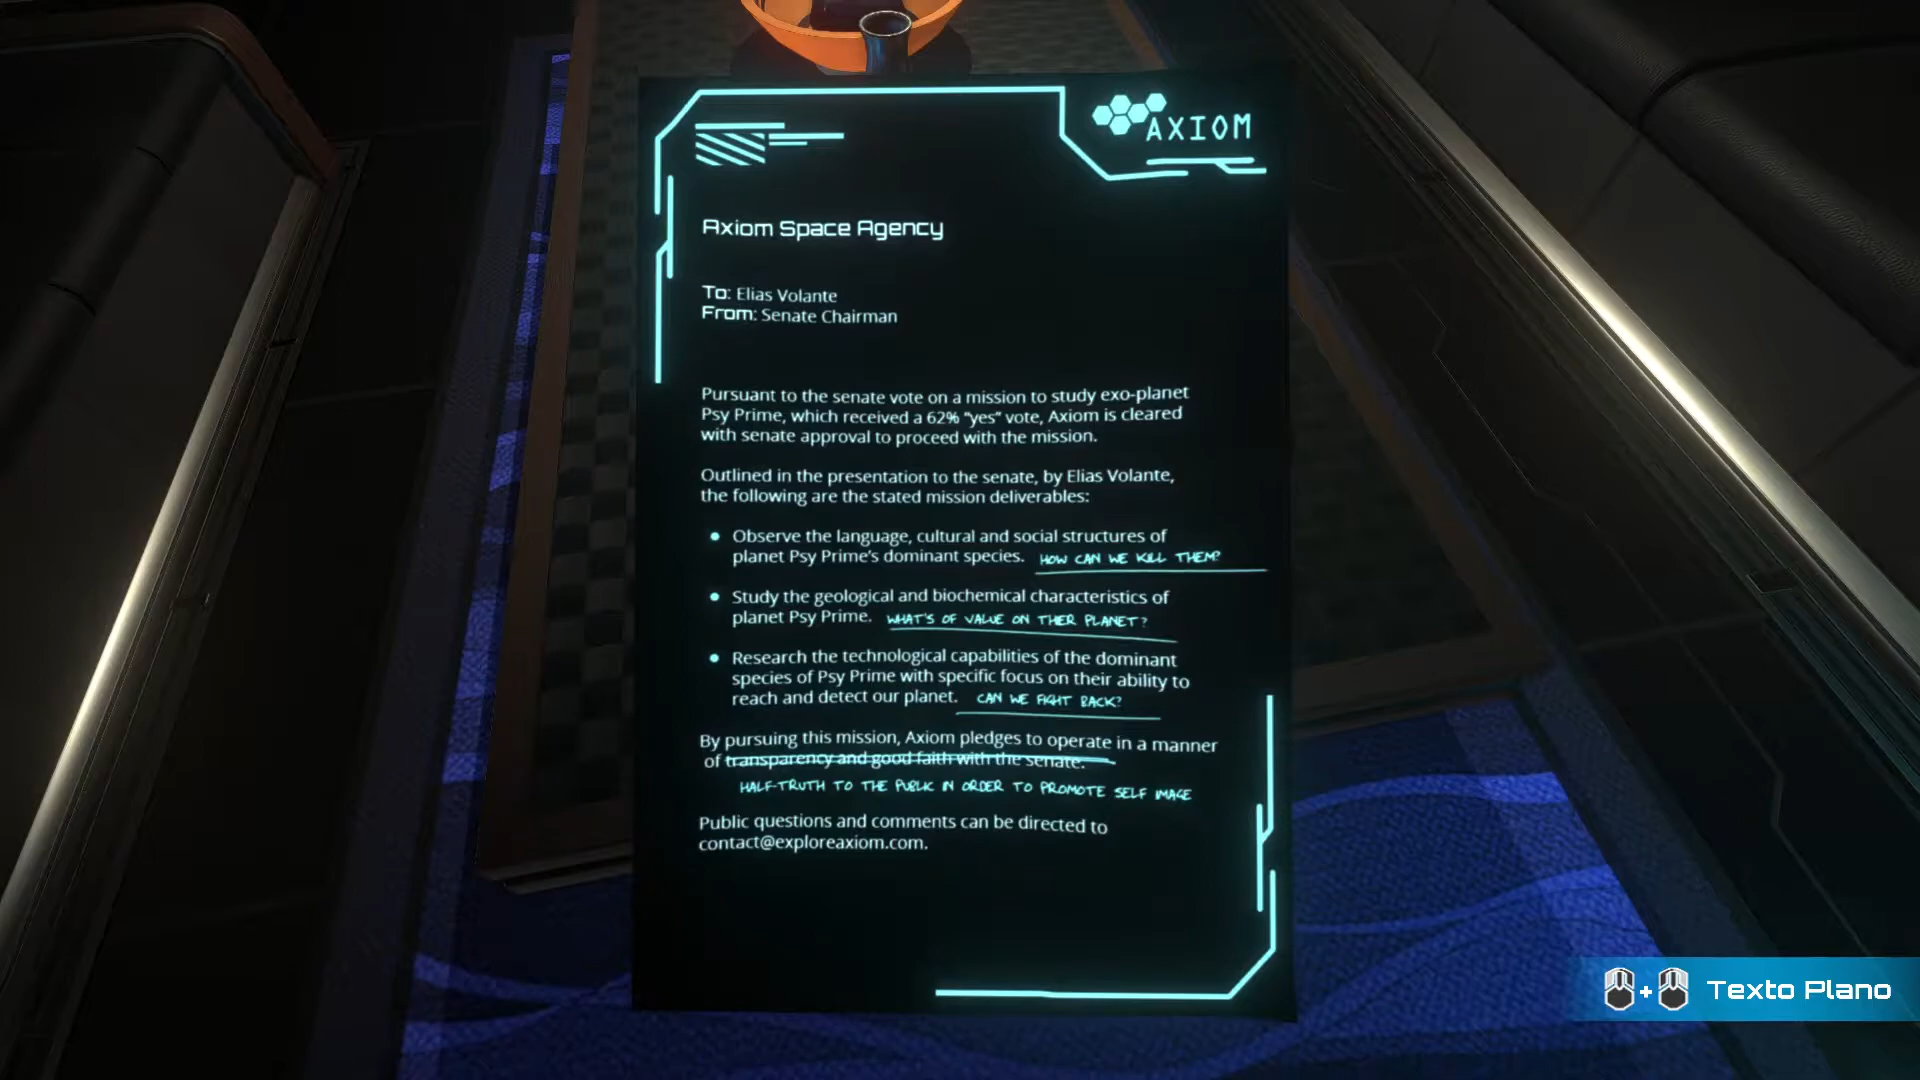 AXIOM
Axiom Space Agency
To: Elias Volante
From: Senate Chairman
Pursuant to the senate vote on a mission to study exo-planet
Psy Prime, which received a 62% “yes” vote, Axiom is cleared
with senate approval to proceed with the mission.
Outlined in the presentation to the senate, by Elias Volante,
the following are the stated mission deliverables:
• Observe the language, cultural and social structures of
planet Psy Prime’s dominant species. HOW CAN WE KILL THEM?
• Study the geological and biochemical characteristics of
planet Psy Prime. WHAT'S OF VALUE ON THIER PLANET?
• Research the technological capabilities of the dominant
species of Psy Prime with specific focus on their ability to
reach and detect our planet. CAN WE FIGHT BACK?
By pursuing this mission, Axiom pledges to operate in a manner
of transparency and good faith with the senate.
HALF-TRUTH TO THE PUBLIC IN ORDER TO PROMOTE SELF IMAGE
Public questions and comments can be directed to
contact@exploreaxiom.com.
+ Texto Plano